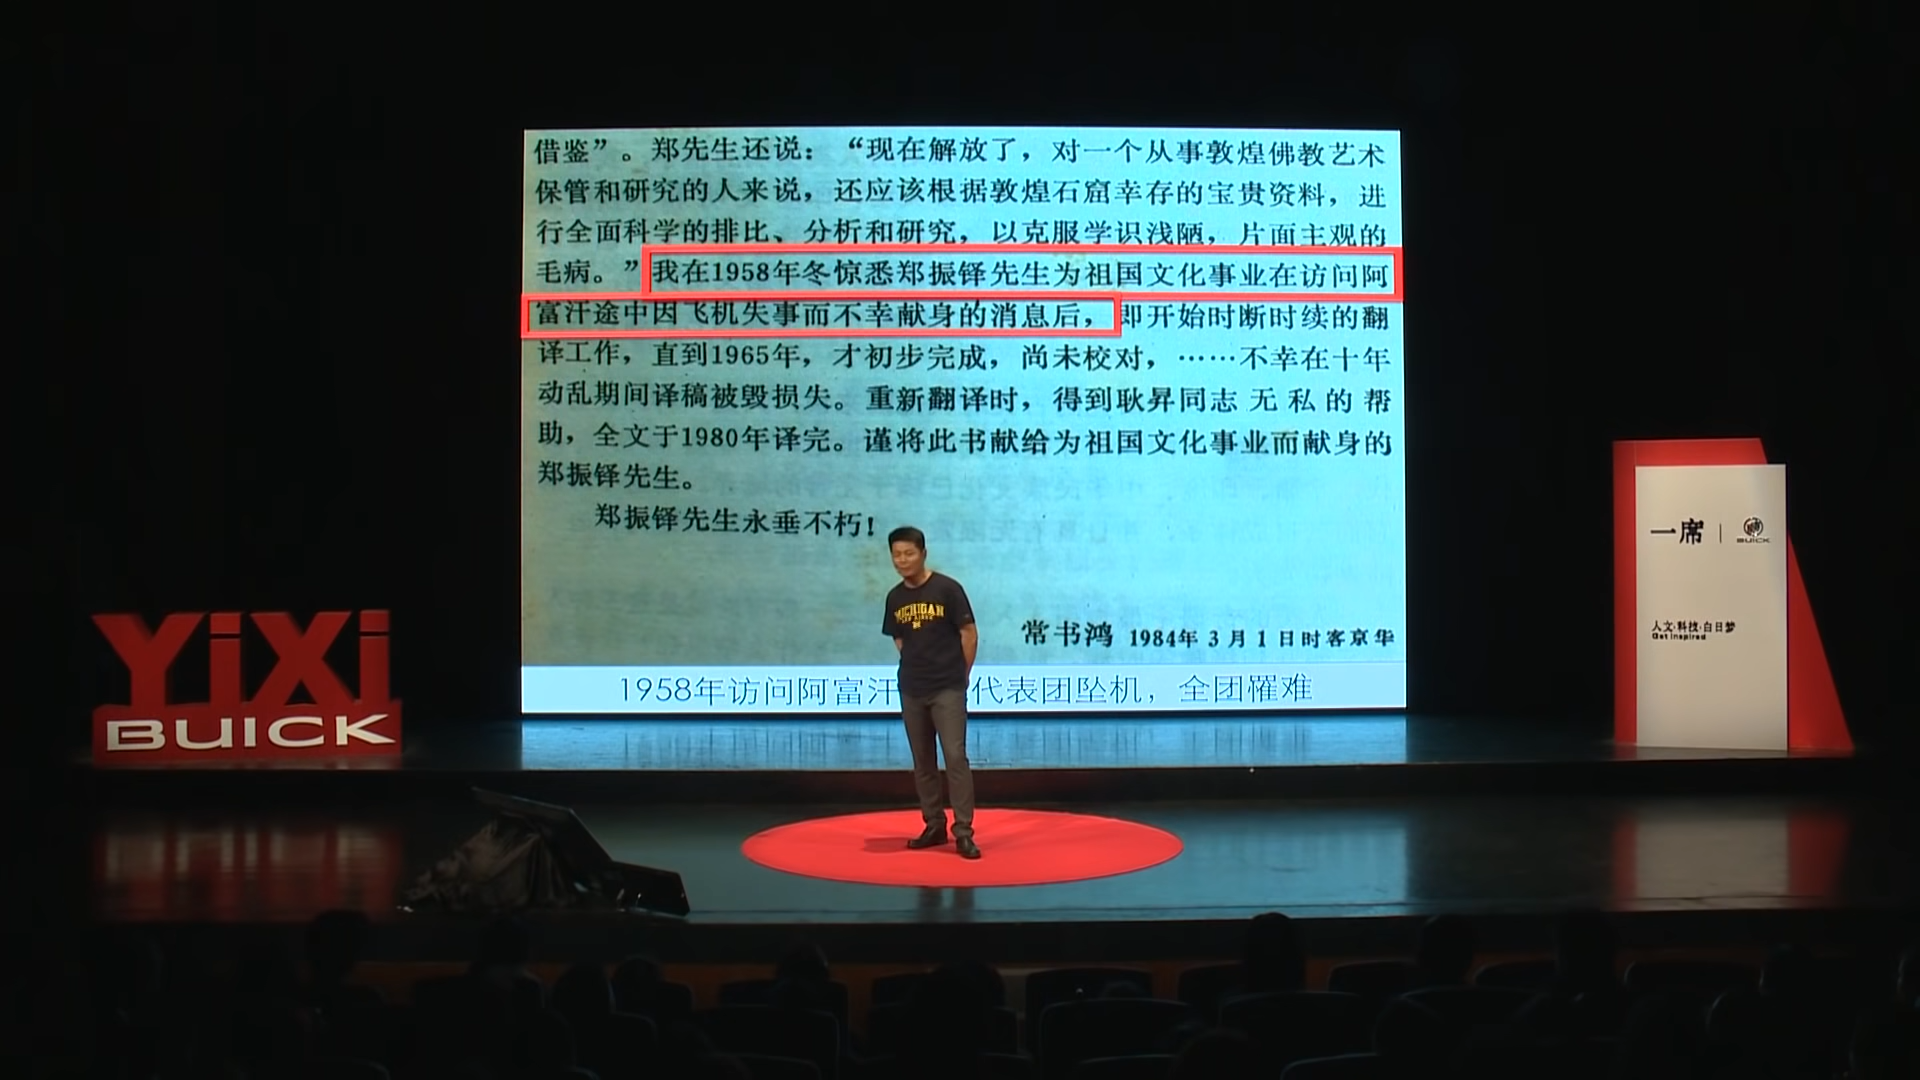 借鉴”。郑先生还说：“现在解放了，对一个从事敦煌佛教艺术
保管和研究的人来说，还应该根据敦煌石窟幸存的宝贵资料，进
行全面科学的排比、分析和研究，以克服学识浅陋，片面主观的
毛病。”我在1958年冬惊悉郑振铎先生为祖国文化事业在访问阿
富汗途中因飞机失事而不幸献身的消息后，即开始时断时续的翻
译工作，直到1965年，才初步完成，尚未校对，……不幸在十年
动乱期间译稿被毁损失。重新翻译时，得到耿昇同志无私的帮
助，全文于1980年译完。谨将此书献给为祖国文化事业而献身的
郑振铎先生。
郑振铎先生永垂不朽！
常书鸿 1984年3月1日时客京华
1958年访问阿富汗 代表团坠机，全团罹难
YiXi
BUICK
MICHIGAN
一席 | BUICK
人文·科技·白日梦
Get Inspired